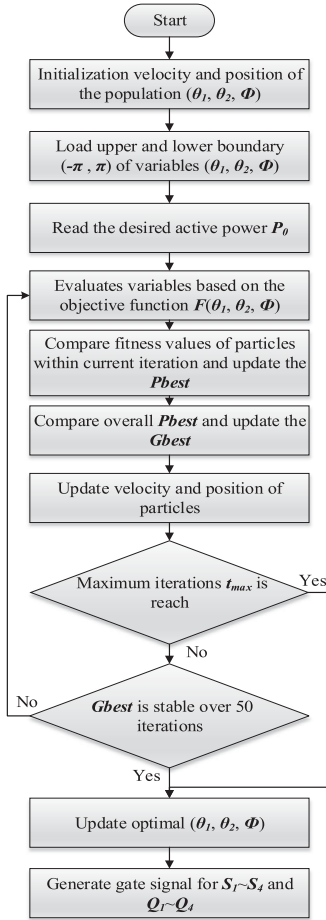 Start
Initialization velocity and position of
the population (θ1, θ2, Φ)
Load upper and lower boundary
(-π , π) of variables (θ1, θ2, Φ)
Read the desired active power P0
Evaluates variables based on the
objective function F(θ1, θ2, Φ)
Compare fitness values of particles
within current iteration and update the
Pbest
Compare overall Pbest and update the
Gbest
Update velocity and position of
particles
Maximum iterations tmax is
reach
Yes
No
Gbest is stable over 50
iterations
No
Yes
Update optimal (θ1, θ2, Φ)
Generate gate signal for S1~S4 and
Q1~Q4